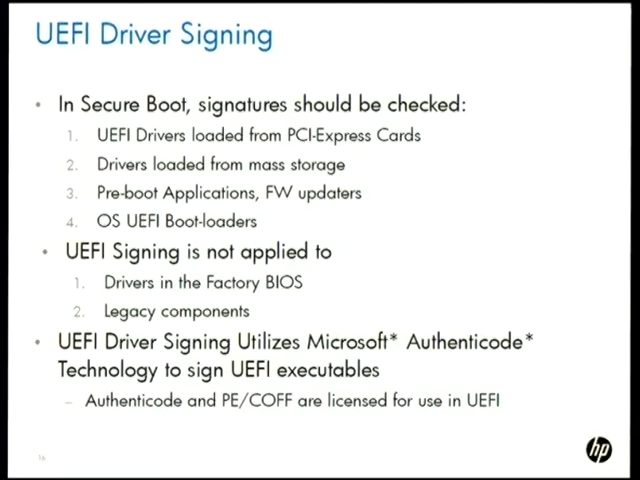 UEFI Driver Signing
• In Secure Boot, signatures should be checked:
1. UEFI Drivers loaded from PCI-Express Cards
2. Drivers loaded from mass storage
3. Pre-boot Applications, FW updaters
4. OS UEFI Boot-loaders
• UEFI Signing is not applied to
1. Drivers in the Factory BIOS
2. Legacy components
• UEFI Driver Signing Utilizes Microsoft* Authenticode*
Technology to sign UEFI executables
– Authenticode and PE/COFF are licensed for use in UEFI
hp